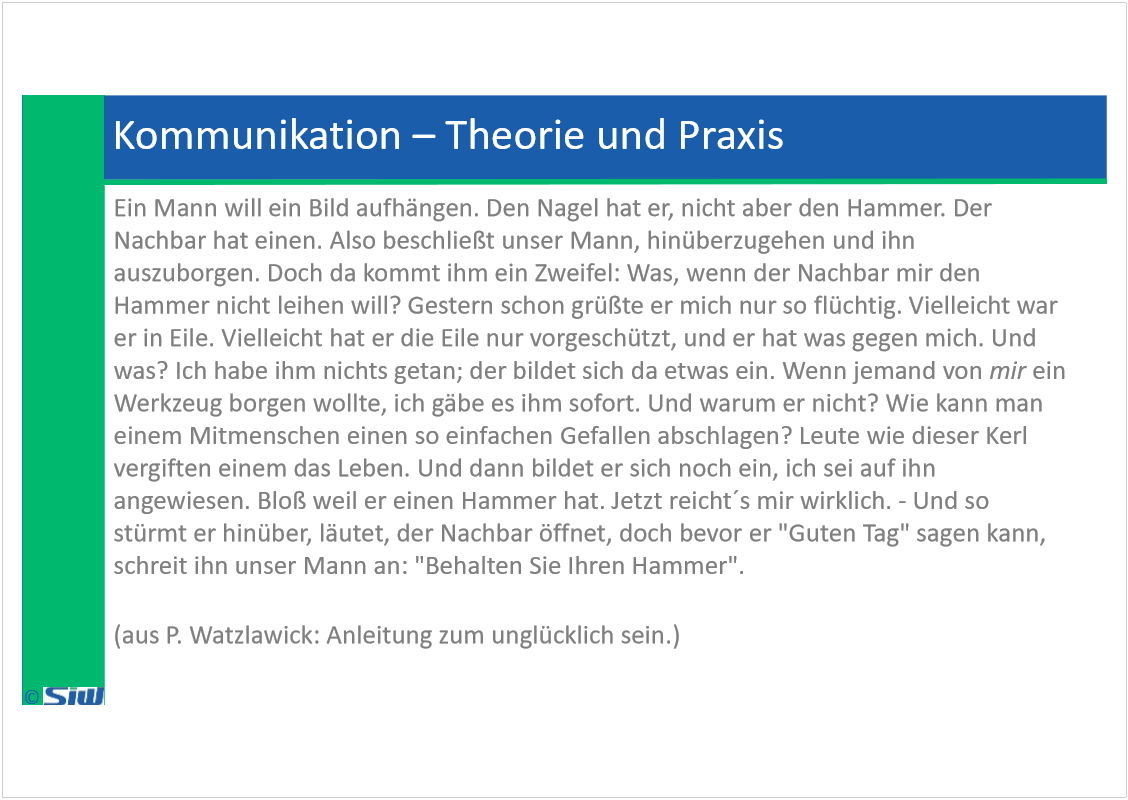 Kommunikation – Theorie und Praxis
Ein Mann will ein Bild aufhängen. Den Nagel hat er, nicht aber den Hammer. Der
Nachbar hat einen. Also beschließt unser Mann, hinüberzugehen und ihn
auszuborgen. Doch da kommt ihm ein Zweifel: Was, wenn der Nachbar mir den
Hammer nicht leihen will? Gestern schon grüßte er mich nur so flüchtig. Vielleicht war
er in Eile. Vielleicht hat er die Eile nur vorgeschützt, und er hat was gegen mich. Und
was? Ich habe ihm nichts getan; der bildet sich da etwas ein. Wenn jemand von mir ein
Werkzeug borgen wollte, ich gäbe es ihm sofort. Und warum er nicht? Wie kann man
einem Mitmenschen einen so einfachen Gefallen abschlagen? Leute wie dieser Kerl
vergiften einem das Leben. Und dann bildet er sich noch ein, ich sei auf ihn
angewiesen. Bloß weil er einen Hammer hat. Jetzt reicht´s mir wirklich. - Und so
stürmt er hinüber, läutet, der Nachbar öffnet, doch bevor er "Guten Tag" sagen kann,
schreit ihn unser Mann an: "Behalten Sie Ihren Hammer".
(aus P. Watzlawick: Anleitung zum unglücklich sein.)
© SiW